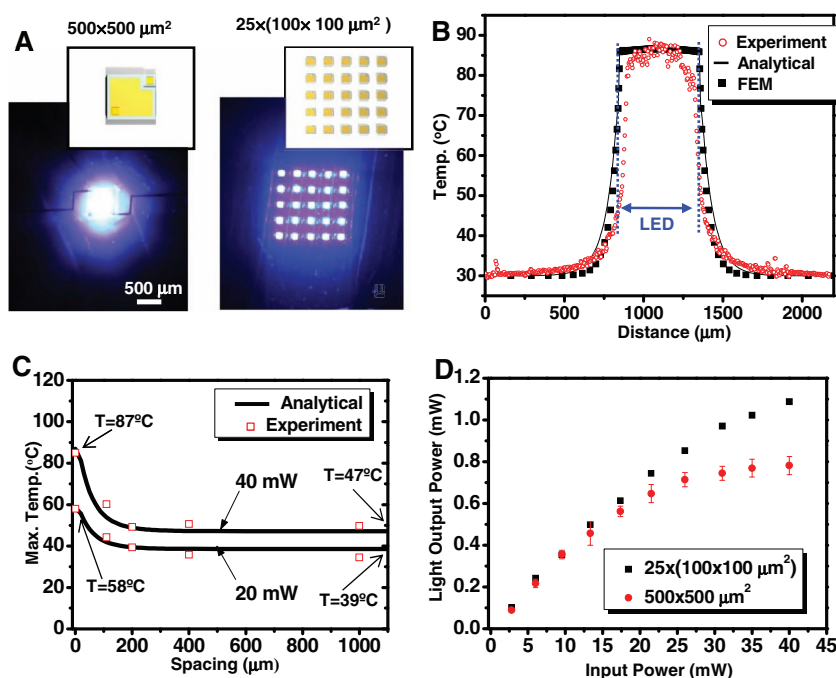 A
500×500 μm²
25×(100× 100 μm²)
500 μm
B
Temp. (ºC)
90
80
70
60
50
40
30
Experiment
Analytical
FEM
LED
0 500 1000 1500 2000
Distance (μm)
C
Max. Temp.(ºC)
120
100
80
60
40
20
0
Analytical
Experiment
T=87ºC
40 mW
T=47ºC
T=58ºC
20 mW
T=39ºC
0 200 400 600 800 1000
Spacing (μm)
D
Light Output Power (mW)
1.2
1.0
0.8
0.6
0.4
0.2
0.0
25x(100x100 μm²)
500x500 μm²
0 5 10 15 20 25 30 35 40 45
Input Power (mW)